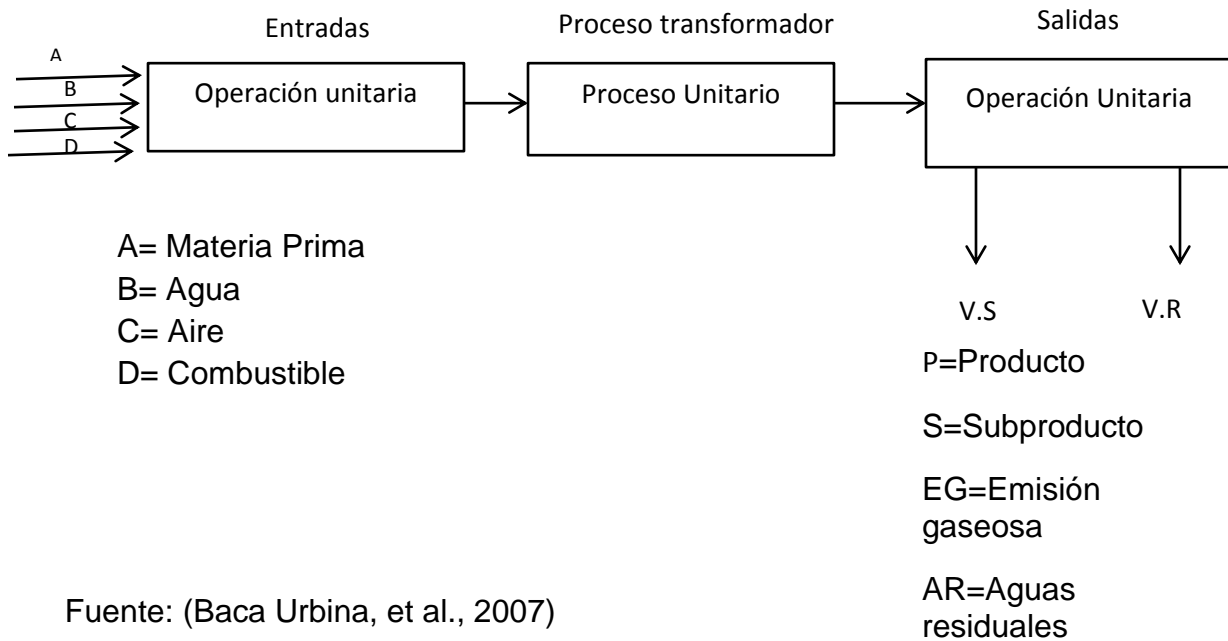 Entradas
Proceso transformador
Salidas
A
B
C
D
Operación unitaria
Proceso Unitario
Operación Unitaria
A= Materia Prima
B= Agua
C= Aire
D= Combustible
V.S
V.R
P=Producto
S=Subproducto
EG=Emisión
gaseosa
AR=Aguas
residuales
Fuente: (Baca Urbina, et al., 2007)